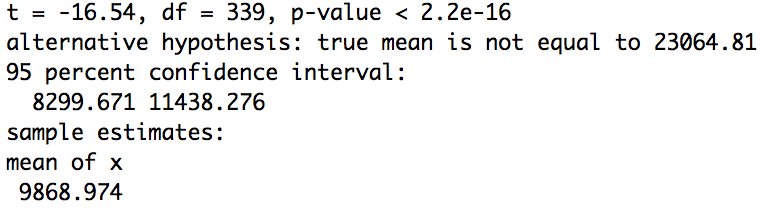 t = -16.54, df = 339, p-value < 2.2e-16
alternative hypothesis: true mean is not equal to 23064.81
95 percent confidence interval:
  8299.671 11438.276
sample estimates:
mean of x
 9868.974